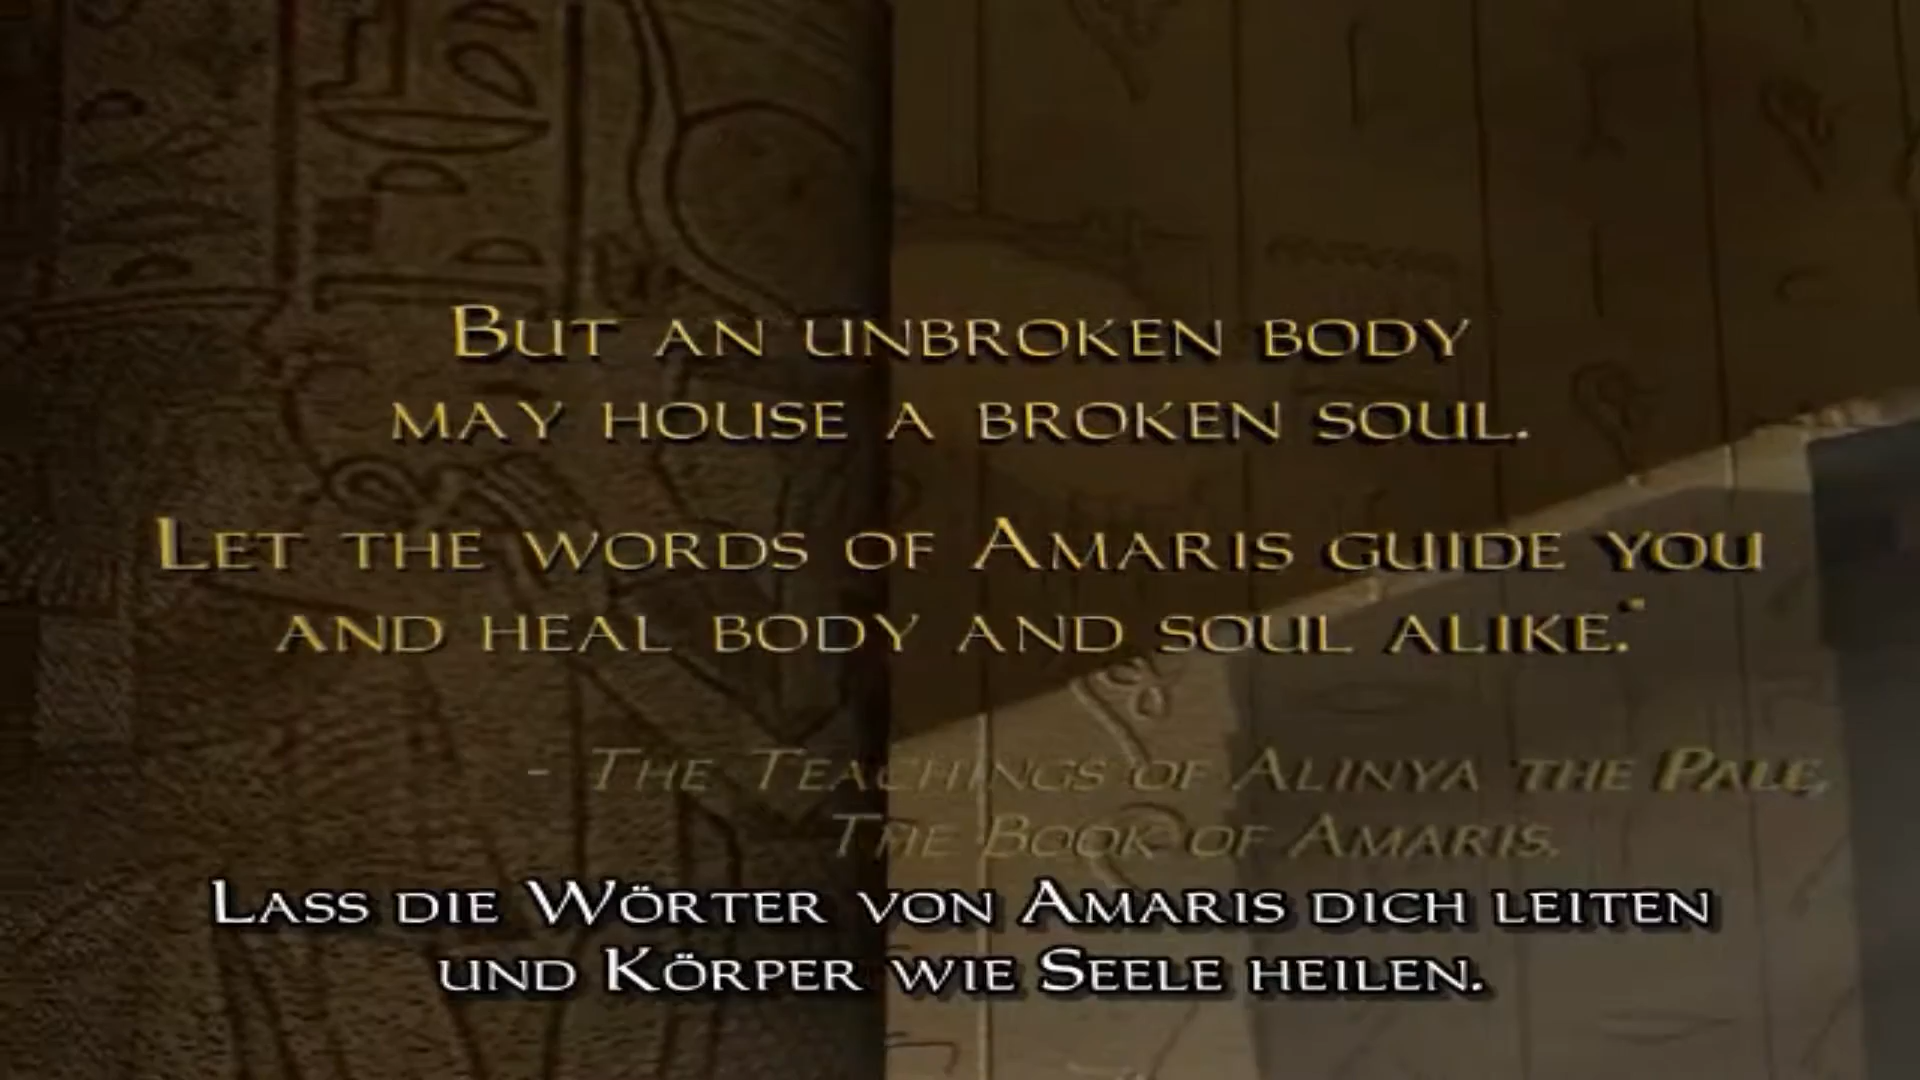 But an unbroken body
may house a broken soul.
Let the words of Amaris guide you
and heal body and soul alike."
- The Teachings of Alinya the Pale,
The Book of Amaris.
Lass die Wörter von Amaris dich leiten
und Körper wie Seele heilen.